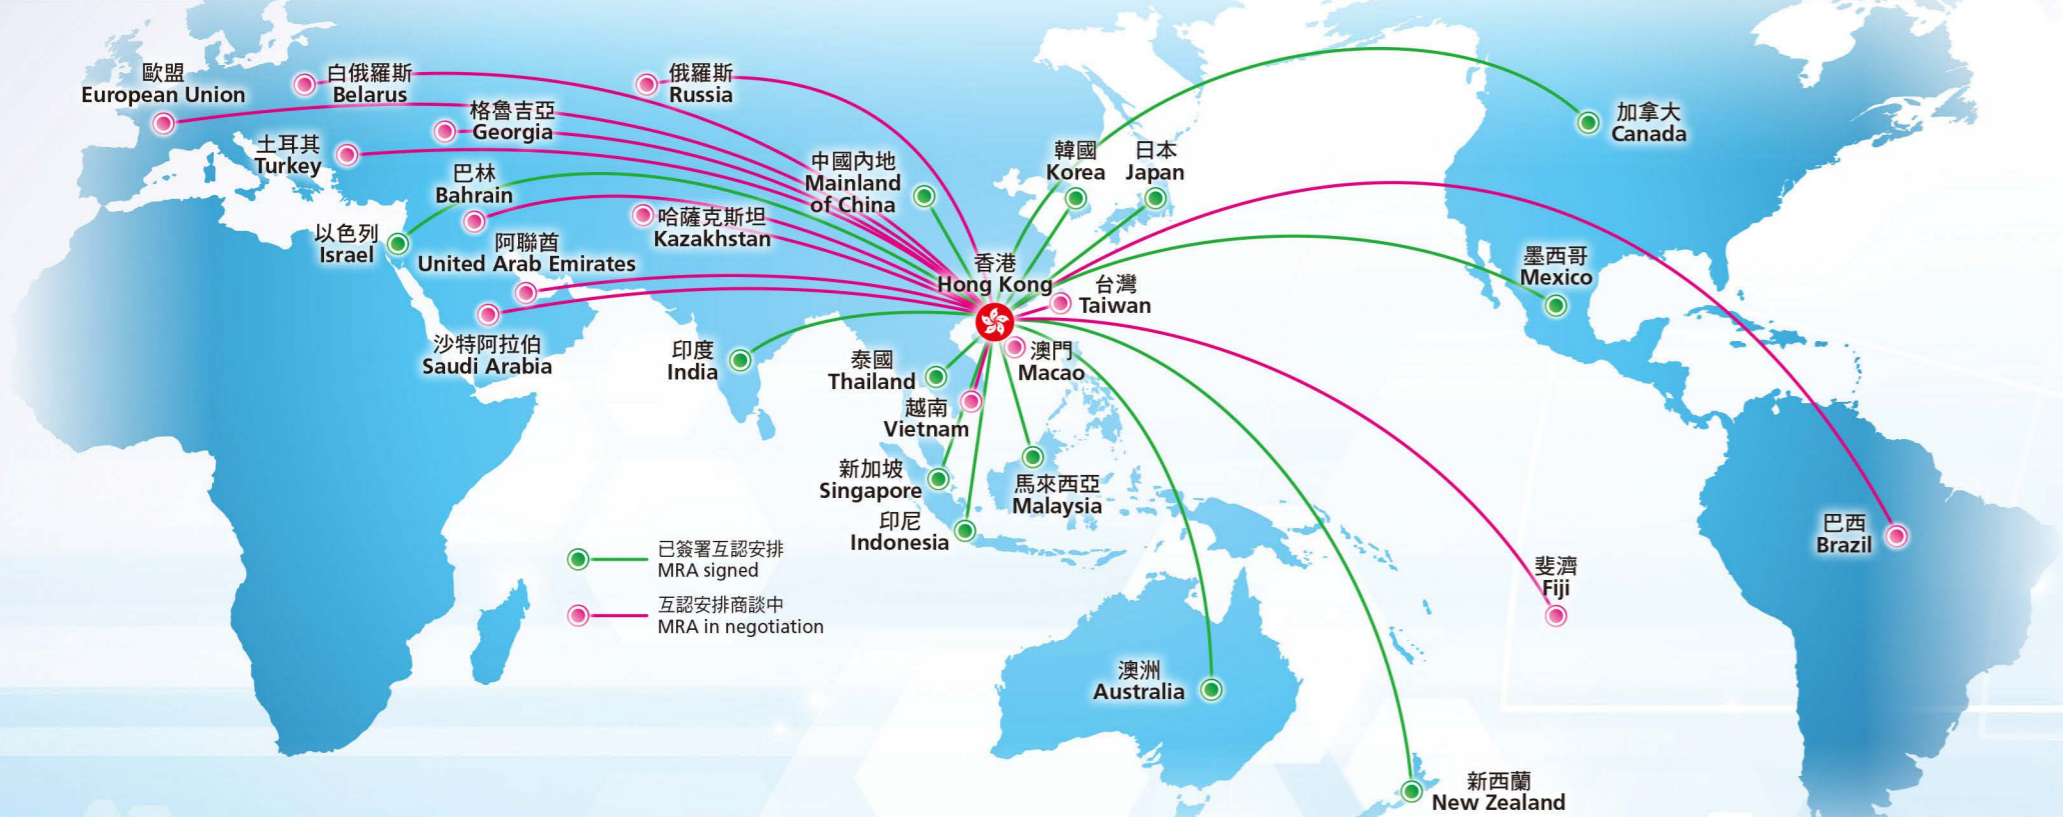 歐盟
European Union
白俄羅斯
Belarus
俄羅斯
Russia
格魯吉亞
Georgia
土耳其
Turkey
巴林
Bahrain
中國內地
Mainland
of China
韓國
Korea
日本
Japan
加拿大
Canada
以色列
Israel
哈薩克斯坦
Kazakhstan
阿聯酋
United Arab Emirates
香港
Hong Kong
台灣
Taiwan
墨西哥
Mexico
沙特阿拉伯
Saudi Arabia
印度
India
泰國
Thailand
澳門
Macao
越南
Vietnam
新加坡
Singapore
馬來西亞
Malaysia
印尼
Indonesia
巴西
Brazil
斐濟
Fiji
已簽署互認安排
MRA signed
互認安排商談中
MRA in negotiation
澳洲
Australia
新西蘭
New Zealand